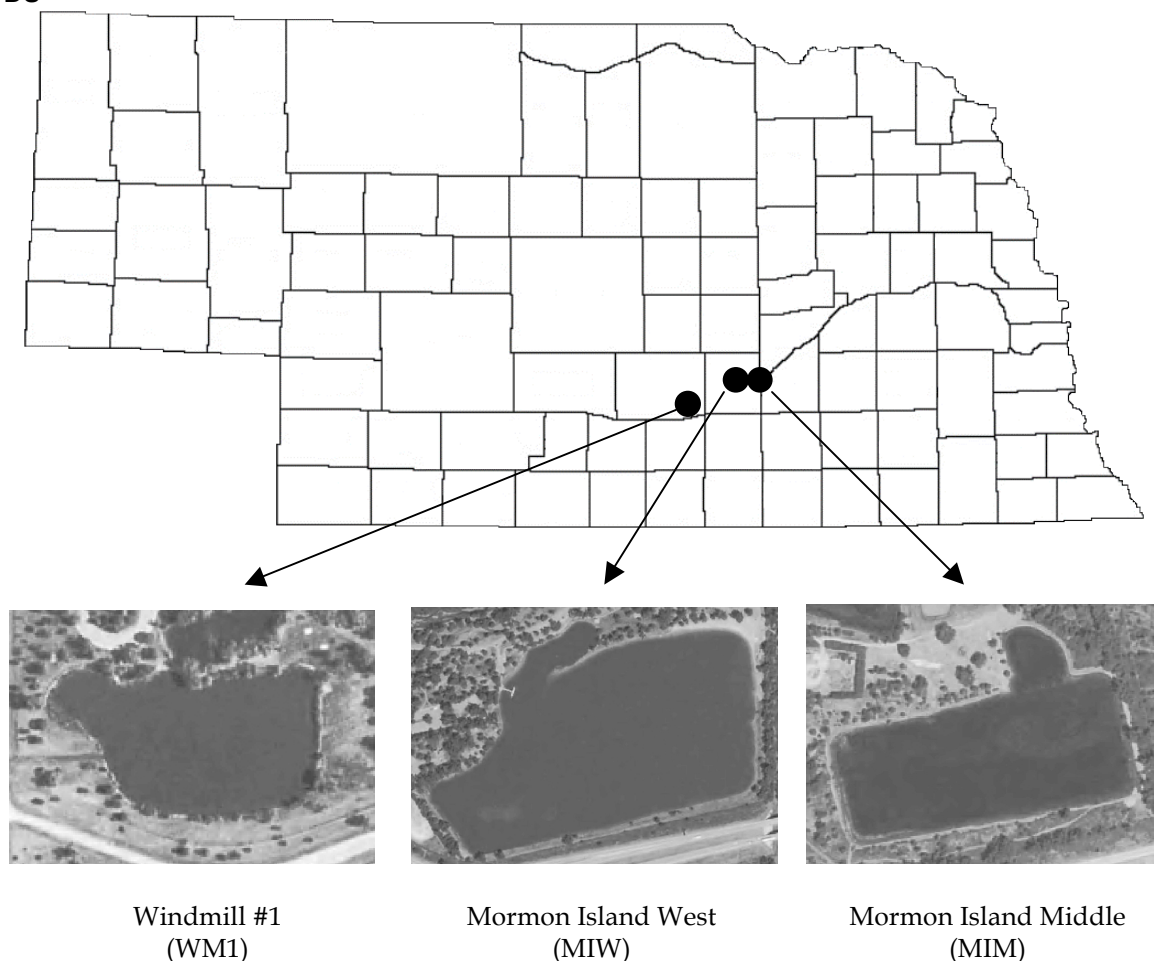 Windmill #1
(WM1)
Mormon Island West
(MIW)
Mormon Island Middle
(MIM)